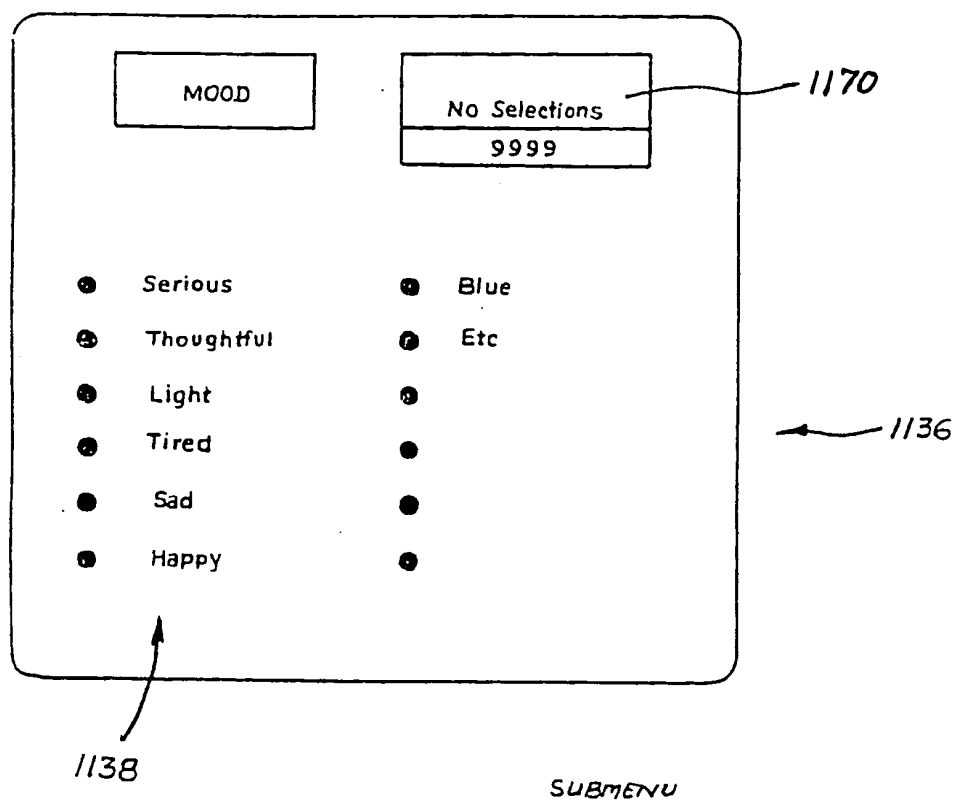 MOOD
No Selections
9999
1170
Serious
Thoughtful
Light
Tired
Sad
Happy
Blue
Etc
1136
1138
SUBMENU